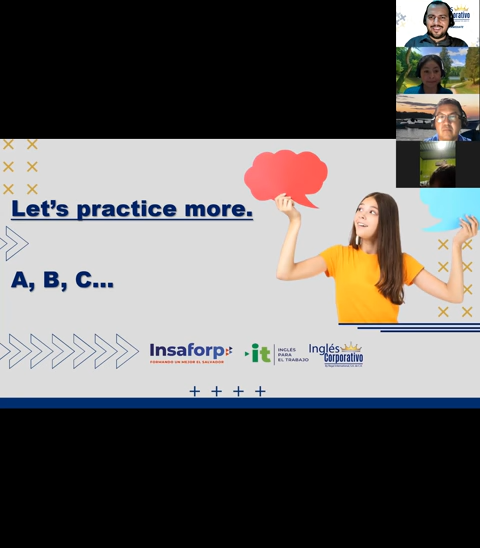 Let's practice more.
A, B, C...
Insaforp
FORMANDO UN MEJOR EL SALVADOR
it
INGLÉS
PARA
EL TRABAJO
Inglés
Corporativo